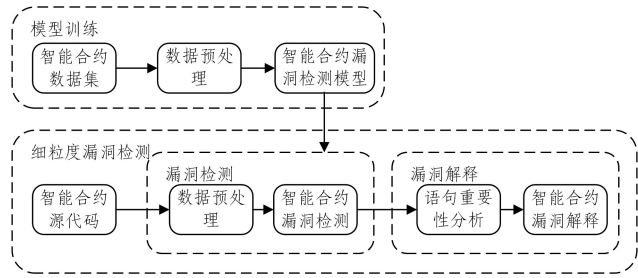 模型训练
智能合约
数据集
数据预处
理
智能合约漏
洞检测模型
细粒度漏洞检测
漏洞检测
漏洞解释
智能合约
源代码
数据预处
理
智能合约
漏洞检测
语句重要
性分析
智能合约
漏洞解释